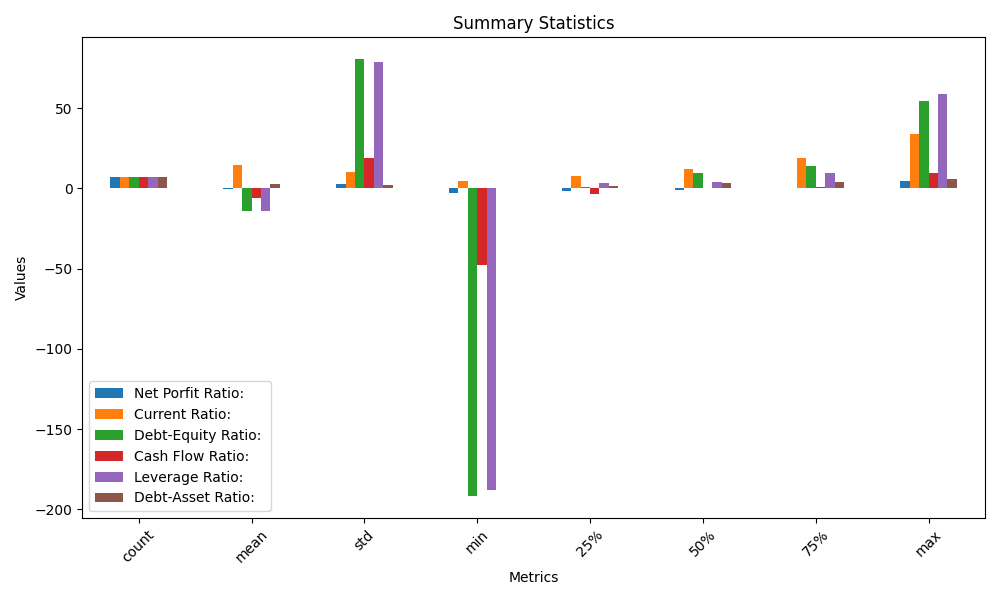 Summary Statistics
50
0
−50
−100
−150
−200
Values
Net Porfit Ratio:
Current Ratio:
Debt-Equity Ratio:
Cash Flow Ratio:
Leverage Ratio:
Debt-Asset Ratio:
count
mean
std
min
25%
50%
75%
max
Metrics